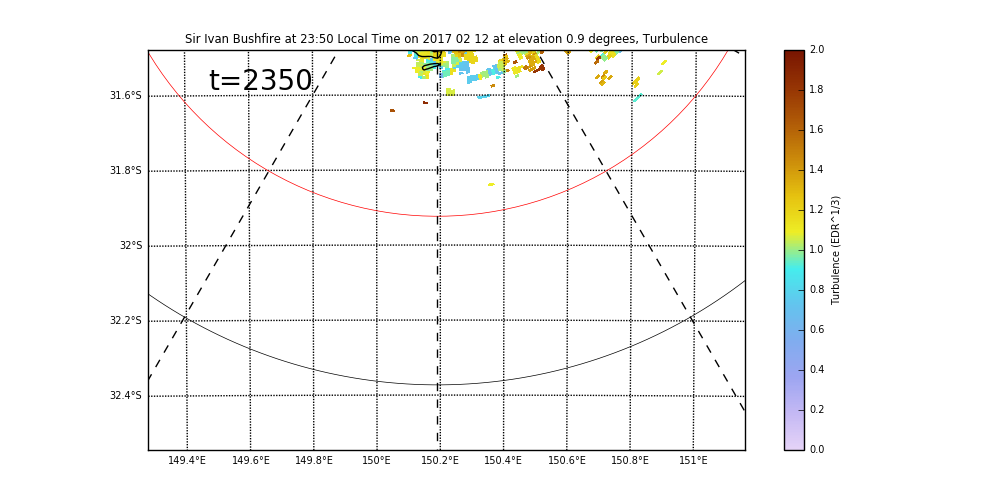 Sir Ivan Bushfire at 23:50 Local Time on 2017 02 12 at elevation 0.9 degrees, Turbulence
t=2350
31.6°S
31.8°S
32°S
32.2°S
32.4°S
149.4°E 149.6°E 149.8°E 150°E 150.2°E 150.4°E 150.6°E 150.8°E 151°E
2.0
1.8
1.6
1.4
1.2
1.0
0.8
0.6
0.4
0.2
0.0
Turbulence (EDR^1/3)